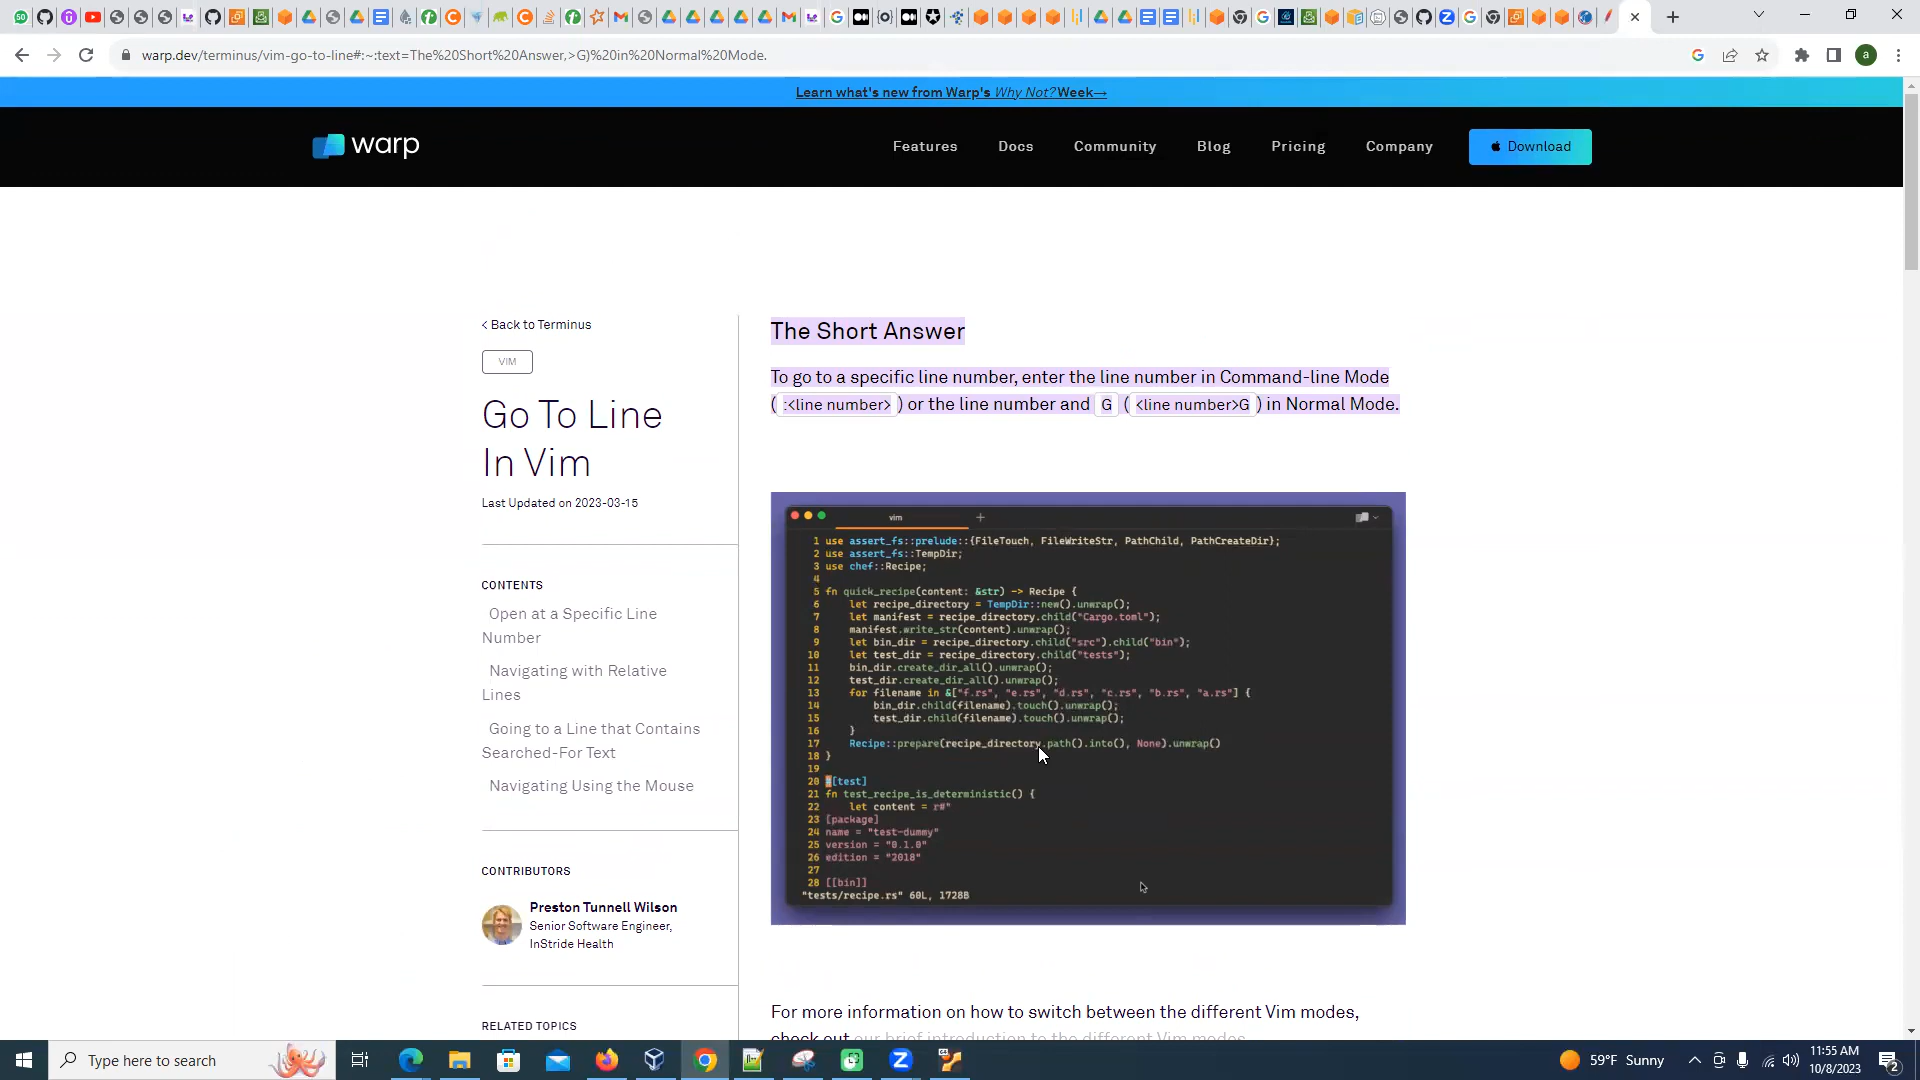 warp.dev/terminus/vim-go-to-line#:~:text=The%20Short%20Answer,>G)%20in%20Normal%20Mode.
a
Learn what's new from Warp's Why Not? Week→
warp
Features
Docs
Community
Blog
Pricing
Company
Download
< Back to Terminus
VIM
Go To Line
In Vim
Last Updated on 2023-03-15
CONTENTS
Open at a Specific Line
Number
Navigating with Relative
Lines
Going to a Line that Contains
Searched-For Text
Navigating Using the Mouse
CONTRIBUTORS
Preston Tunnell Wilson
Senior Software Engineer,
InStride Health
RELATED TOPICS
The Short Answer
To go to a specific line number, enter the line number in Command-line Mode
( :<line number> ) or the line number and G ( <line number>G ) in Normal Mode.
vim
1 use assert_fs::prelude::{FileTouch, FileWriteStr, PathChild, PathCreateDir};
2 use assert_fs::TempDir;
3 use chef::Recipe;
4
5 fn quick_recipe(content: &str) -> Recipe {
6 let recipe_directory = TempDir::new().unwrap();
7 let manifest = recipe_directory.child("Cargo.toml");
8 manifest.write_str(content).unwrap();
9 let bin_dir = recipe_directory.child("src").child("bin");
10 let test_dir = recipe_directory.child("tests");
11 bin_dir.create_dir_all().unwrap();
12 test_dir.create_dir_all().unwrap();
13 for filename in &["f.rs", "e.rs", "d.rs", "c.rs", "b.rs", "a.rs"] {
14 bin_dir.child(filename).touch().unwrap();
15 test_dir.child(filename).touch().unwrap();
16 }
17 Recipe::prepare(recipe_directory.path().into(), None).unwrap()
18 }
19
20 #[test]
21 fn test_recipe_is_deterministic() {
22 let content = r#"
23 [package]
24 name = "test-dummy"
25 version = "0.1.0"
26 edition = "2018"
27
28 [[bin]]
"tests/recipe.rs" 60L, 1728B
For more information on how to switch between the different Vim modes,
check out our brief introduction to the different Vim modes.
Type here to search
59°F Sunny
11:55 AM
10/8/2023
2